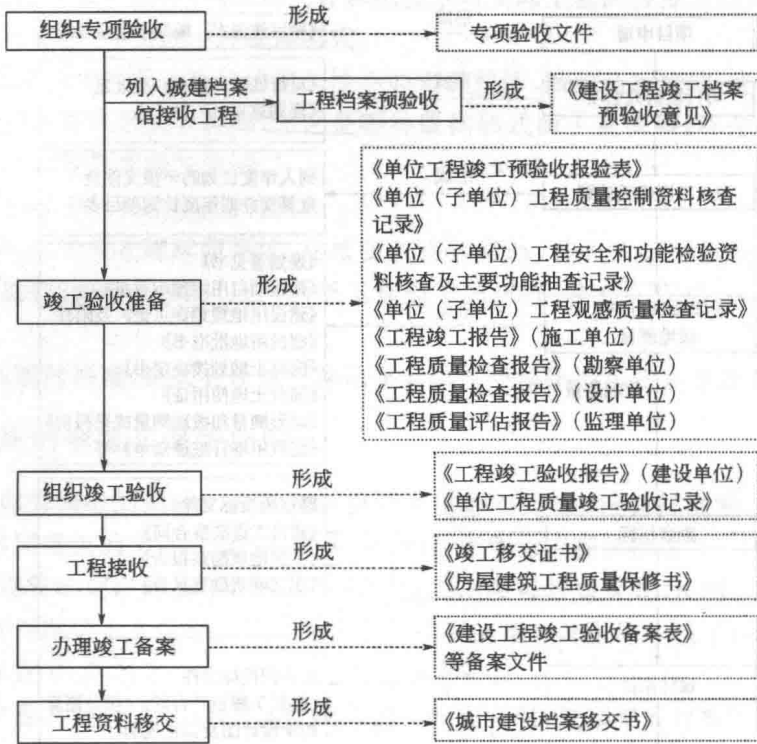 组织专项验收
形成
专项验收文件
列入城建档案
馆接收工程
工程档案预验收
形成
《建设工程竣工档案
预验收意见》
竣工验收准备
形成
《单位工程竣工预验收报验表》
《单位（子单位）工程质量控制资料核查
记录》
《单位（子单位）工程安全和功能检验资
料核查及主要功能抽查记录》
《单位（子单位）工程观感质量检查记录》
《工程竣工报告》（施工单位）
《工程质量检查报告》（勘察单位）
《工程质量检查报告》（设计单位）
《工程质量评估报告》（监理单位）
组织竣工验收
形成
《工程竣工验收报告》（建设单位）
《单位工程质量竣工验收记录》
工程接收
形成
《竣工移交证书》
《房屋建筑工程质量保修书》
办理竣工备案
形成
《建设工程竣工验收备案表》
等备案文件
工程资料移交
形成
《城市建设档案移交书》